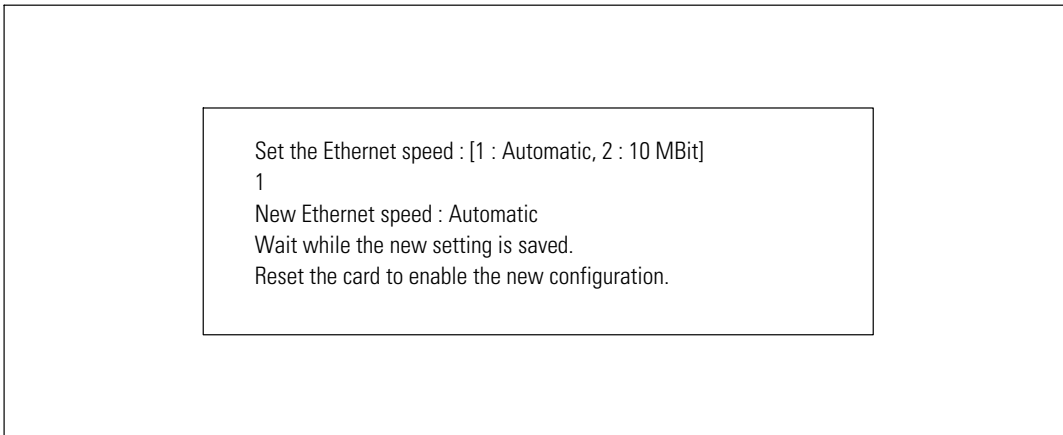 Set the Ethernet speed : [1 : Automatic, 2 : 10 MBit]
1
New Ethernet speed : Automatic
Wait while the new setting is saved.
Reset the card to enable the new configuration.